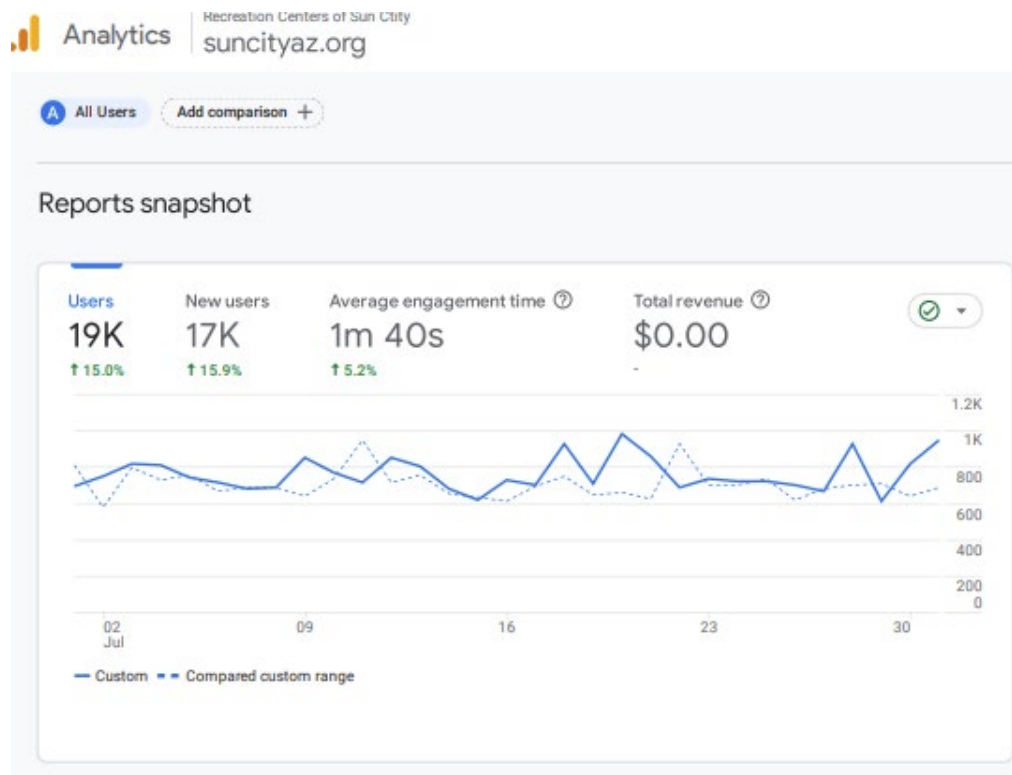 Recreation Centers of Sun Ctity
Analytics
suncityaz.org
A All Users
Add comparison +
Reports snapshot
Users
19K
↑ 15.0%
New users
17K
↑ 15.9%
Average engagement time ?
1m 40s
↑ 5.2%
Total revenue ?
$0.00
-
1.2K
1K
800
600
400
200
0
02
Jul
09
16
23
30
Custom
Compared custom range